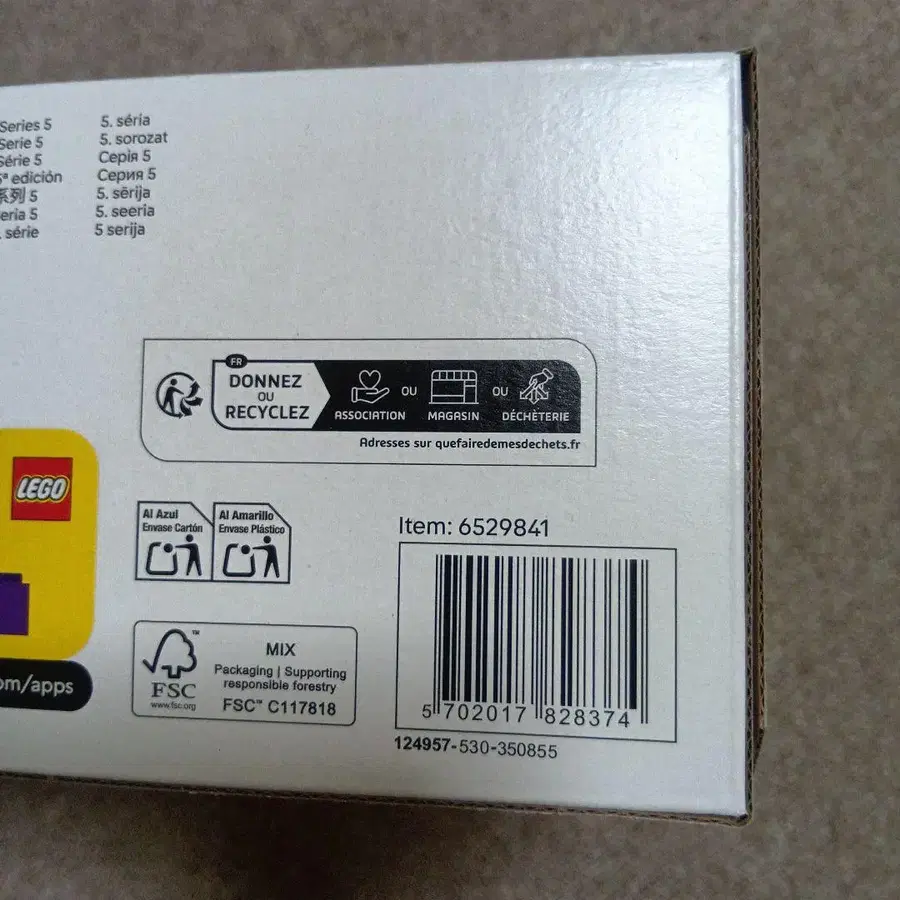 Series 5
Serie 5
Série 5
5ª edición
系列 5
eria 5
. série
5. séria
5. sorozat
Серія 5
Серия 5
5. sērija
5. seeria
5 serija
FR
DONNEZ
OU
RECYCLEZ
ASSOCIATION
OU
MAGASIN
OU
DÉCHÈTERIE
Adresses sur quefairedemesdechets.fr
LEGO
om/apps
Al Azul
Envase Cartón
Al Amarillo
Envase Plástico
FSC™
www.fsc.org
MIX
Packaging | Supporting
responsible forestry
FSC™ C117818
Item: 6529841
5 702017 828374
124957-530-350855